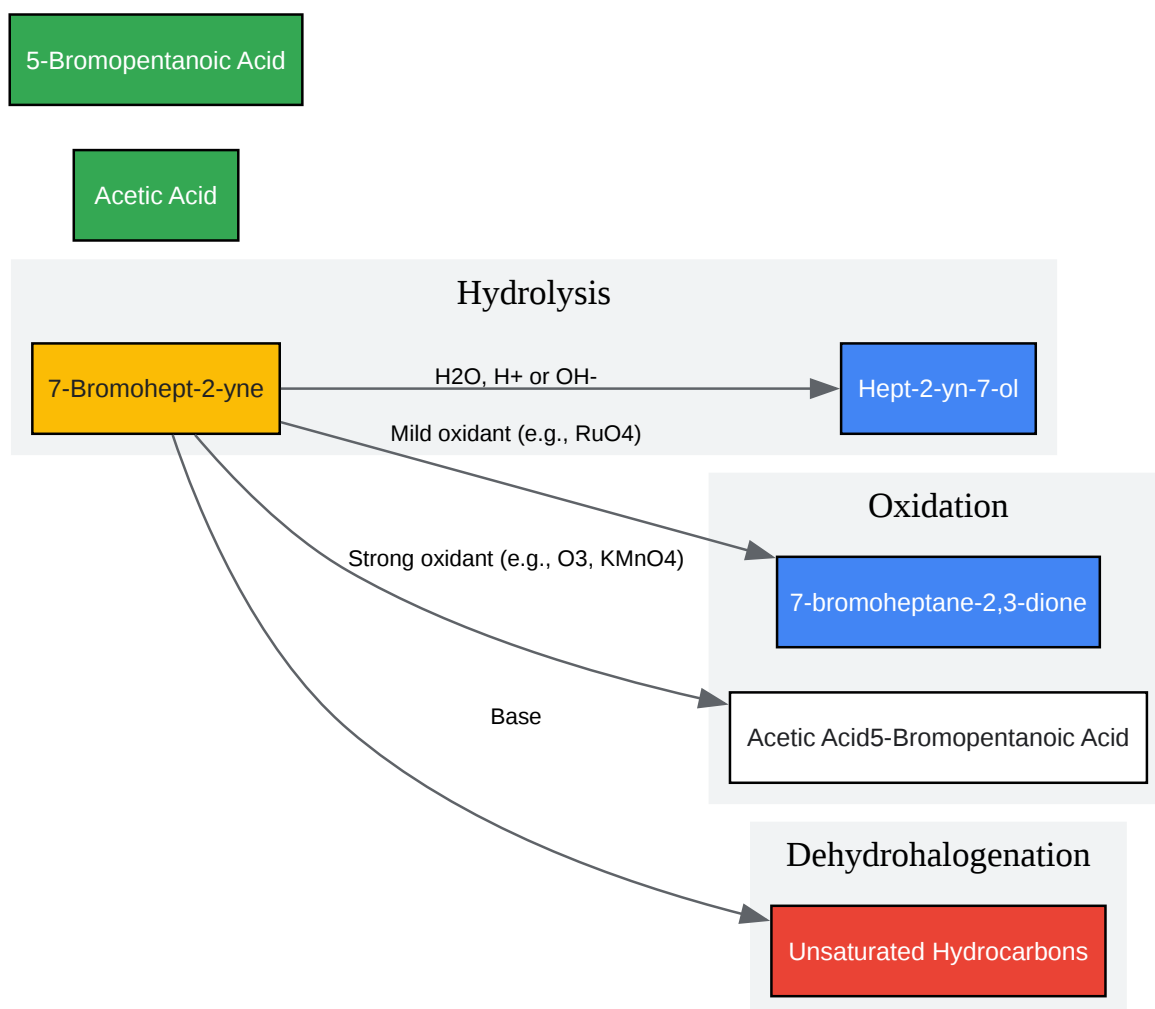 5-Bromopentanoic Acid
Acetic Acid
Hydrolysis
7-Bromohept-2-yne
H2O, H+ or OH-
Hept-2-yn-7-ol
Mild oxidant (e.g., RuO4)
Oxidation
Strong oxidant (e.g., O3, KMnO4)
7-bromoheptane-2,3-dione
Base
Acetic Acid5-Bromopentanoic Acid
Dehydrohalogenation
Unsaturated Hydrocarbons